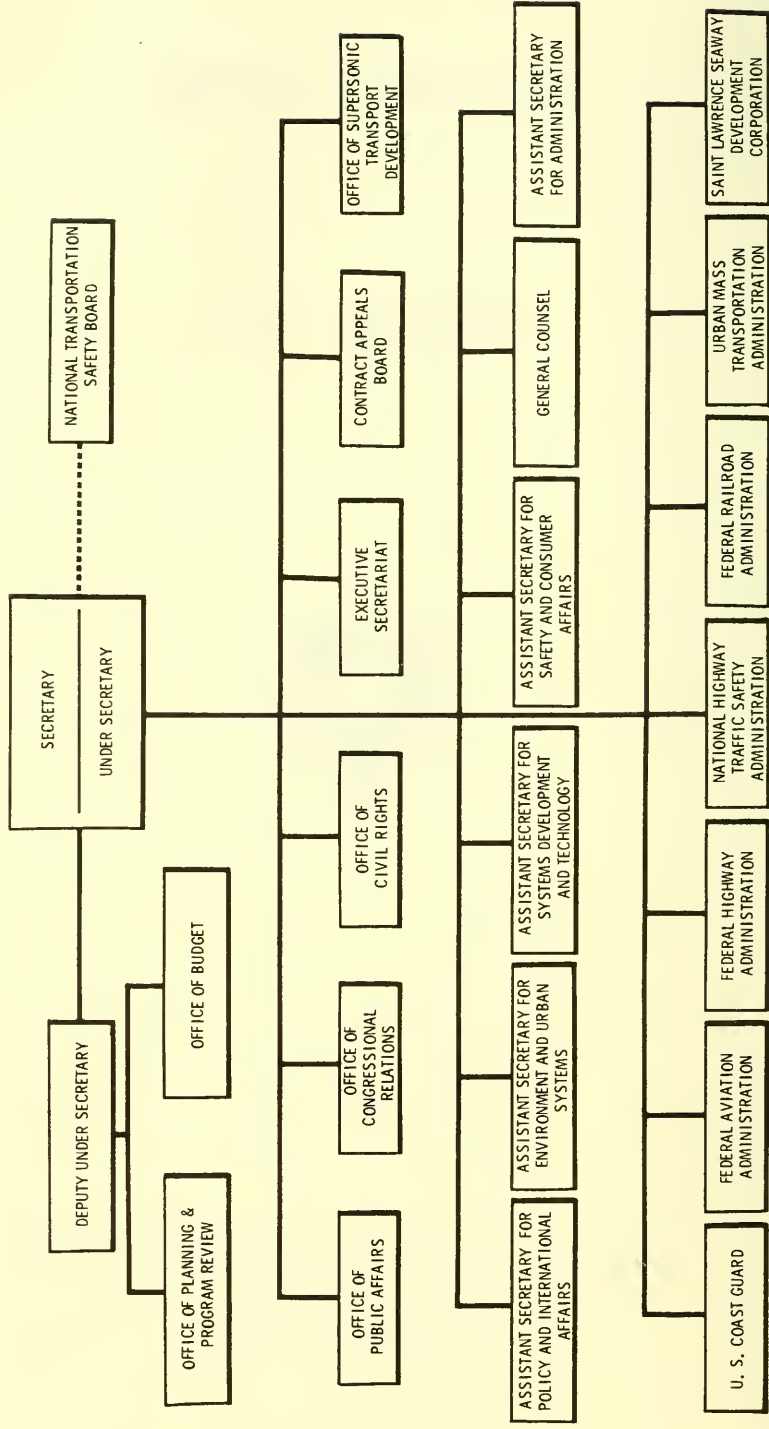 SECRETARY
UNDER SECRETARY
NATIONAL TRANSPORTATION
SAFETY BOARD
DEPUTY UNDER SECRETARY
OFFICE OF PLANNING &
PROGRAM REVIEW
OFFICE OF BUDGET
OFFICE OF
PUBLIC AFFAIRS
OFFICE OF
CONGRESSIONAL
RELATIONS
OFFICE OF
CIVIL RIGHTS
EXECUTIVE
SECRETARIAT
CONTRACT APPEALS
BOARD
OFFICE OF SUPERSONIC
TRANSPORT
DEVELOPMENT
ASSISTANT SECRETARY FOR
POLICY AND INTERNATIONAL
AFFAIRS
ASSISTANT SECRETARY FOR
ENVIRONMENT AND URBAN
SYSTEMS
ASSISTANT SECRETARY FOR
SYSTEMS DEVELOPMENT
AND TECHNOLOGY
ASSISTANT SECRETARY FOR
SAFETY AND CONSUMER
AFFAIRS
GENERAL COUNSEL
ASSISTANT SECRETARY
FOR ADMINISTRATION
U. S. COAST GUARD
FEDERAL AVIATION
ADMINISTRATION
FEDERAL HIGHWAY
ADMINISTRATION
NATIONAL HIGHWAY
TRAFFIC SAFETY
ADMINISTRATION
FEDERAL RAILROAD
ADMINISTRATION
URBAN MASS
TRANSPORTATION
ADMINISTRATION
SAINT LAWRENCE SEAWAY
DEVELOPMENT
CORPORATION